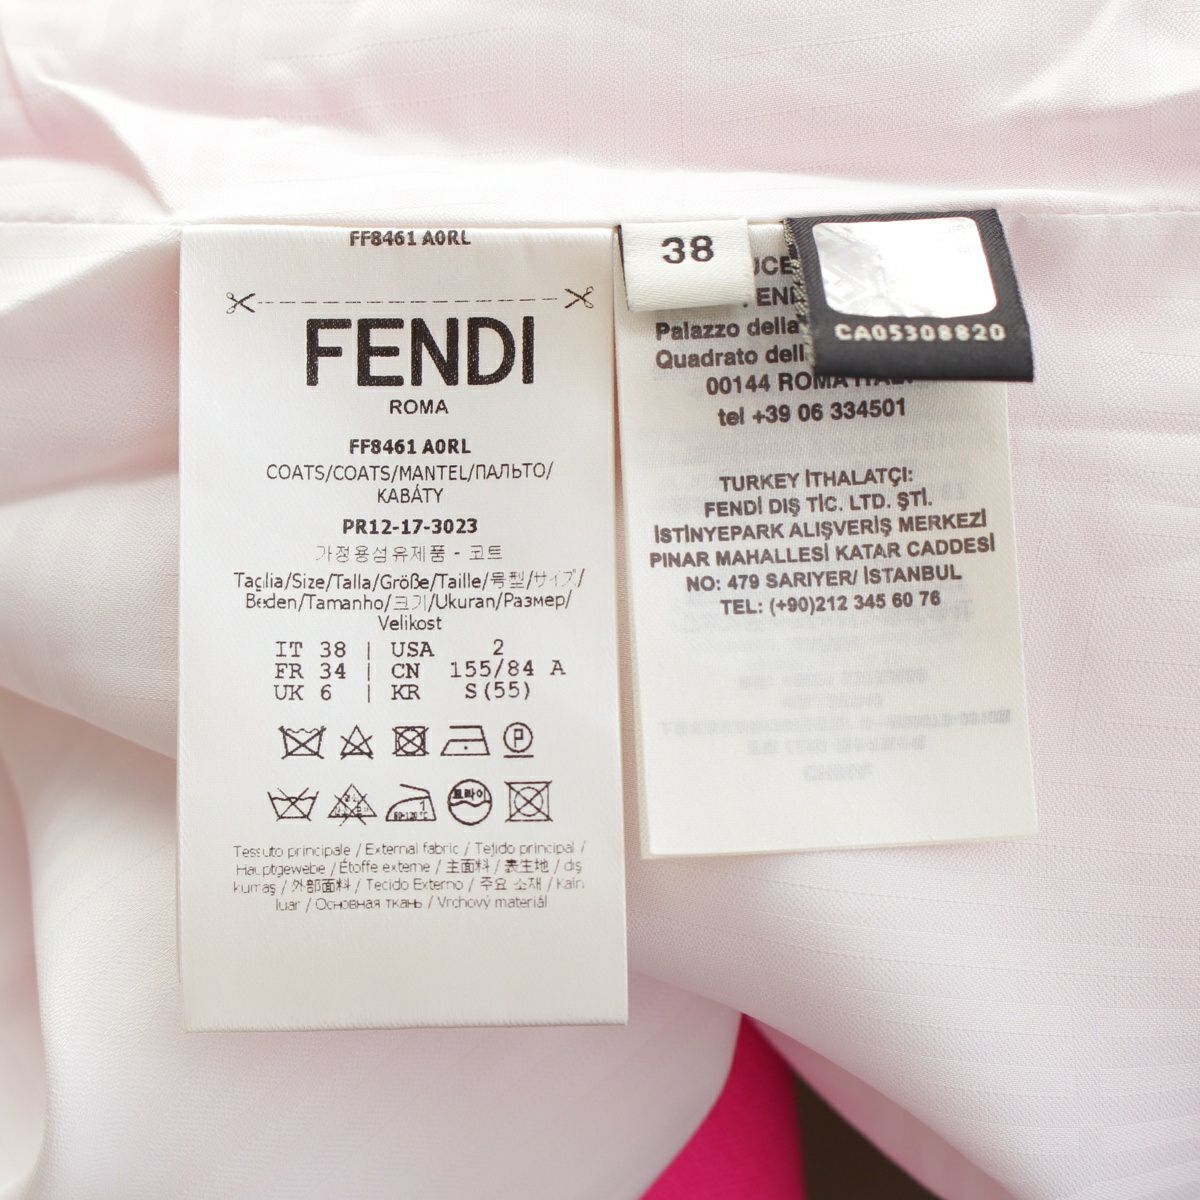 FF8461 A0RL
FENDI
ROMA
FF8461 A0RL
COATS/COATS/MANTEL/ПАЛЬТО/
KABÁTY
PR12-17-3023
가정용섬유제품 - 코트
Taglia/Size/Talla/Größe/Taille/号型/サイズ/
Beden/Tamanho/크기/Ukuran/Размер/
Velikost
IT 38 | USA 2
FR 34 | CN 155/84 A
UK 6 | KR S(55)
P
드라이
80-120℃
Tessuto principale / External fabric / Tejido principal /
Hauptgewebe / Étoffe externe / 主面料 / 表生地 / dış
kumaş / 外部面料 / Tecido Externo / 주요 소재 / Kain
luar / Основная ткань / Vrchový materiál
38
Palazzo della
Quadrato dell
00144 ROMA
tel +39 06 334501
TURKEY İTHALATÇI:
FENDİ DIŞ TİC. LTD. ŞTİ.
İSTİNYEPARK ALIŞVERİŞ MERKEZİ
PINAR MAHALLESİ KATAR CADDESİ
NO: 479 SARIYER/ İSTANBUL
TEL: (+90)212 345 60 76
CA05308820